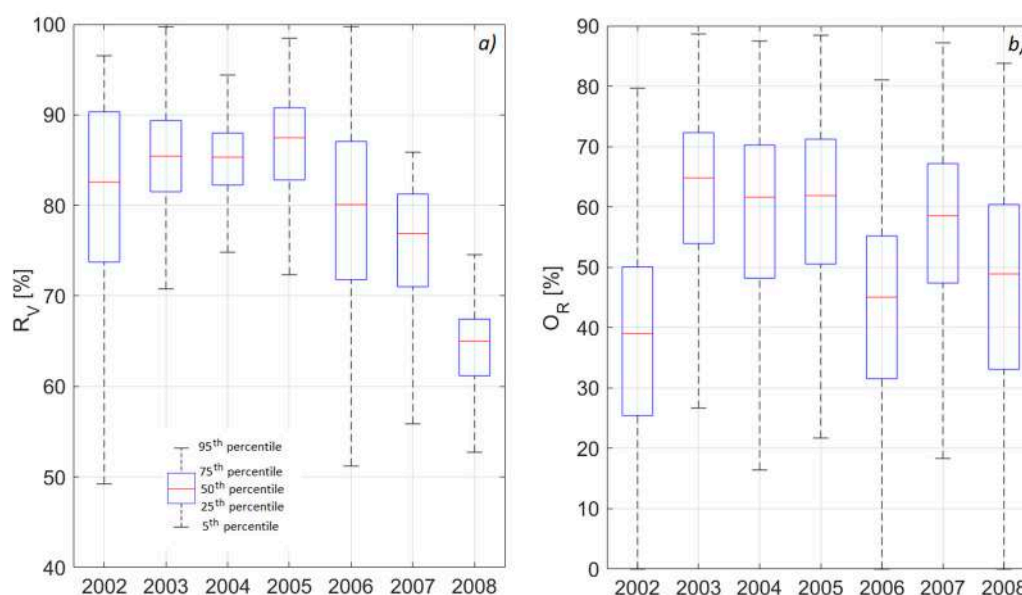 a)
100
90
80
70
60
50
40
R_V [%]
95th percentile
75th percentile
50th percentile
25th percentile
5th percentile
2002 2003 2004 2005 2006 2007 2008
b)
90
80
70
60
50
40
30
20
10
0
O_R [%]
2002 2003 2004 2005 2006 2007 2008